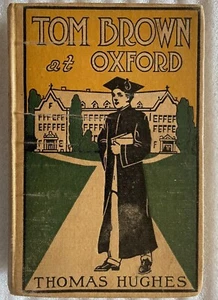 TOM BROWN
at OXFORD
THOMAS HUGHES